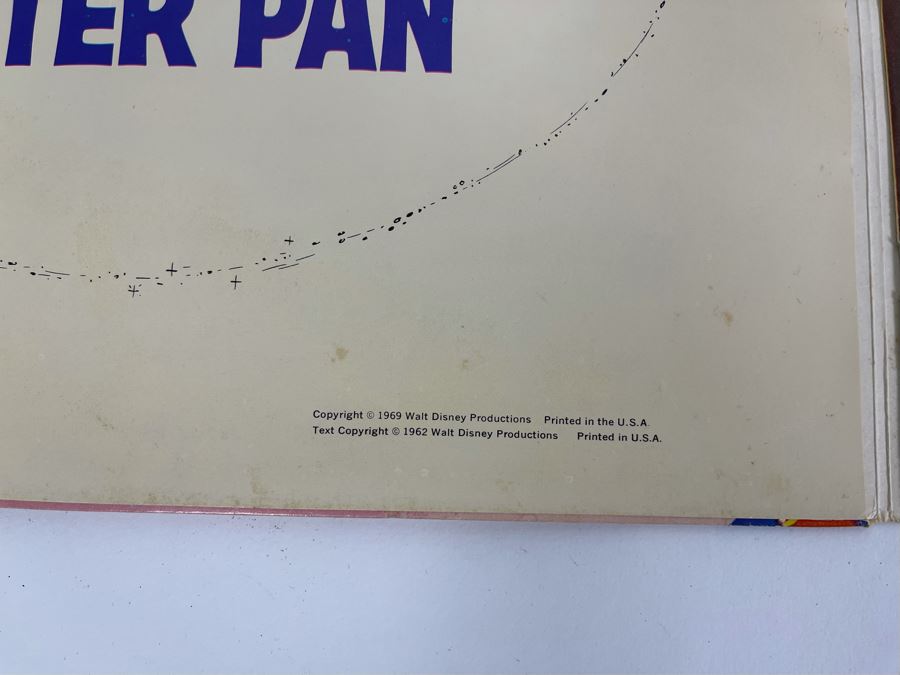 TER PAN
Copyright © 1969 Walt Disney Productions Printed in the U.S.A.
Text Copyright © 1962 Walt Disney Productions Printed in U.S.A.